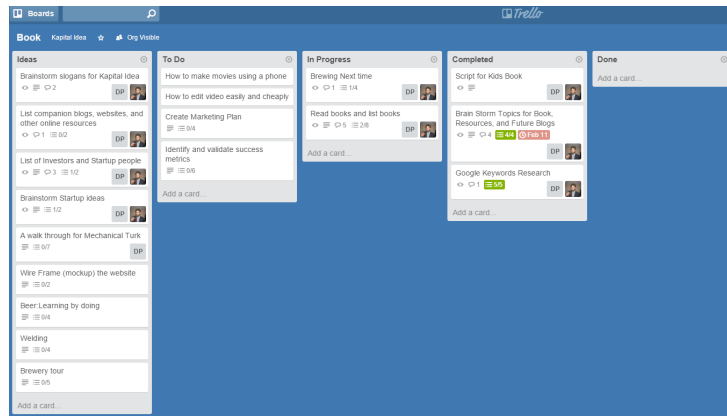 Boards
Trello
Book Kapital Idea Org Visible
Ideas
Brainstorm slogans for Kapital Idea
2
DP
List companion blogs, websites, and
other online resources
1 0/2
DP
List of Investors and Startup people
3 1/2
DP
Brainstorm Startup ideas
1/2
DP
A walk through for Mechanical Turk
0/7
DP
Wire Frame (mockup) the website
0/2
Beer:Learning by doing
0/4
Welding
0/4
Brewery tour
0/5
Add a card...
To Do
How to make movies using a phone
How to edit video easily and cheaply
Create Marketing Plan
0/4
Identify and validate success
metrics
0/6
Add a card...
In Progress
Brewing Next time
1 1/4
DP
Read books and list books
5 2/8
DP
Add a card...
Completed
Script for Kids Book
DP
Brain Storm Topics for Book,
Resources, and Future Blogs
4 4/4 Feb 11
DP
Google Keywords Research
1 5/5
DP
Add a card...
Done
Add a card...